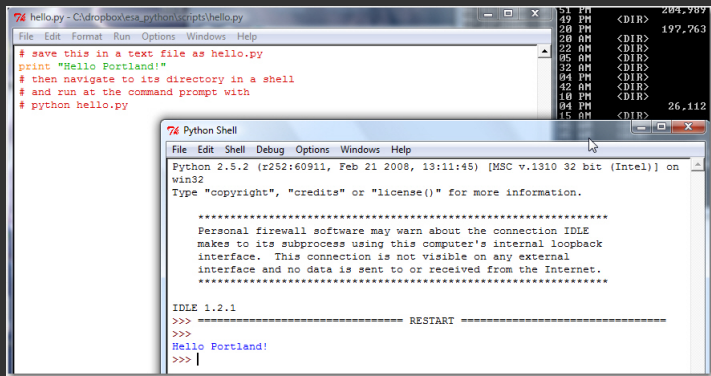 hello.py - C:\dropbox\esa_python\scripts\hello.py
File Edit Format Run Options Windows Help
# save this in a text file as hello.py
print "Hello Portland!"
# then navigate to its directory in a shell
# and run at the command prompt with
# python hello.py
51 PM 204,989
49 PM <DIR>
20 PM 197,763
20 AM <DIR>
22 AM <DIR>
05 AM <DIR>
32 AM <DIR>
04 PM <DIR>
42 AM <DIR>
10 PM <DIR>
04 PM 26,112
15 AM <DIR>
Python Shell
File Edit Shell Debug Options Windows Help
Python 2.5.2 (r252:60911, Feb 21 2008, 13:11:45) [MSC v.1310 32 bit (Intel)] on
win32
Type "copyright", "credits" or "license()" for more information.
****************************************************************
Personal firewall software may warn about the connection IDLE
makes to its subprocess using this computer's internal loopback
interface.  This connection is not visible on any external
interface and no data is sent to or received from the Internet.
****************************************************************
IDLE 1.2.1
>>> ================================ RESTART ================================
>>>
Hello Portland!
>>>